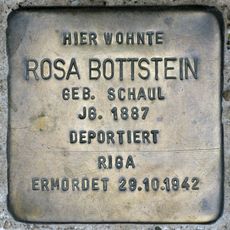 HIER WOHNTE
ROSA BOTTSTEIN
GEB. SCHAUL
JG. 1887
DEPORTIERT
RIGA
ERMORDET 29.10.1942